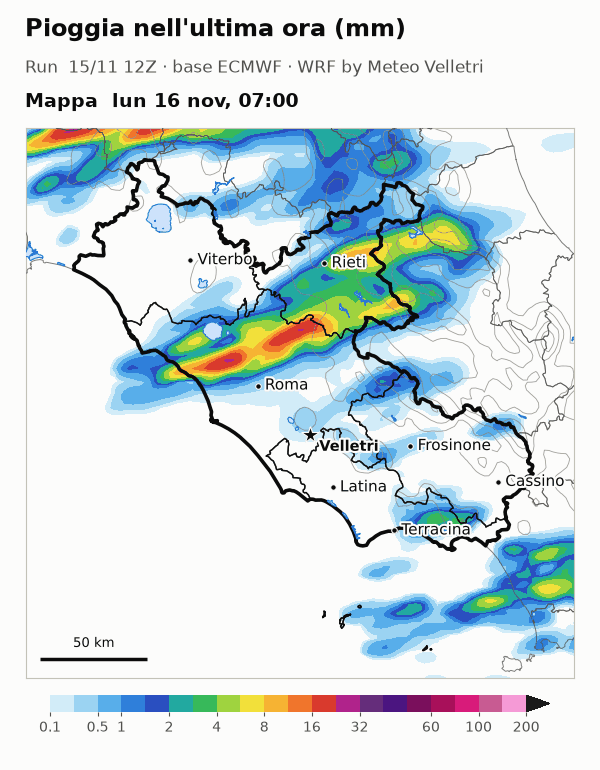 Pioggia nell'ultima ora (mm)
Run  15/11 12Z · base ECMWF · WRF by Meteo Velletri
Mappa  lun 16 nov, 07:00
Viterbo
Rieti
Roma
Velletri
Frosinone
Latina
Cassino
Terracina
50 km
0.1 0.5 1 2 4 8 16 32 60 100 200